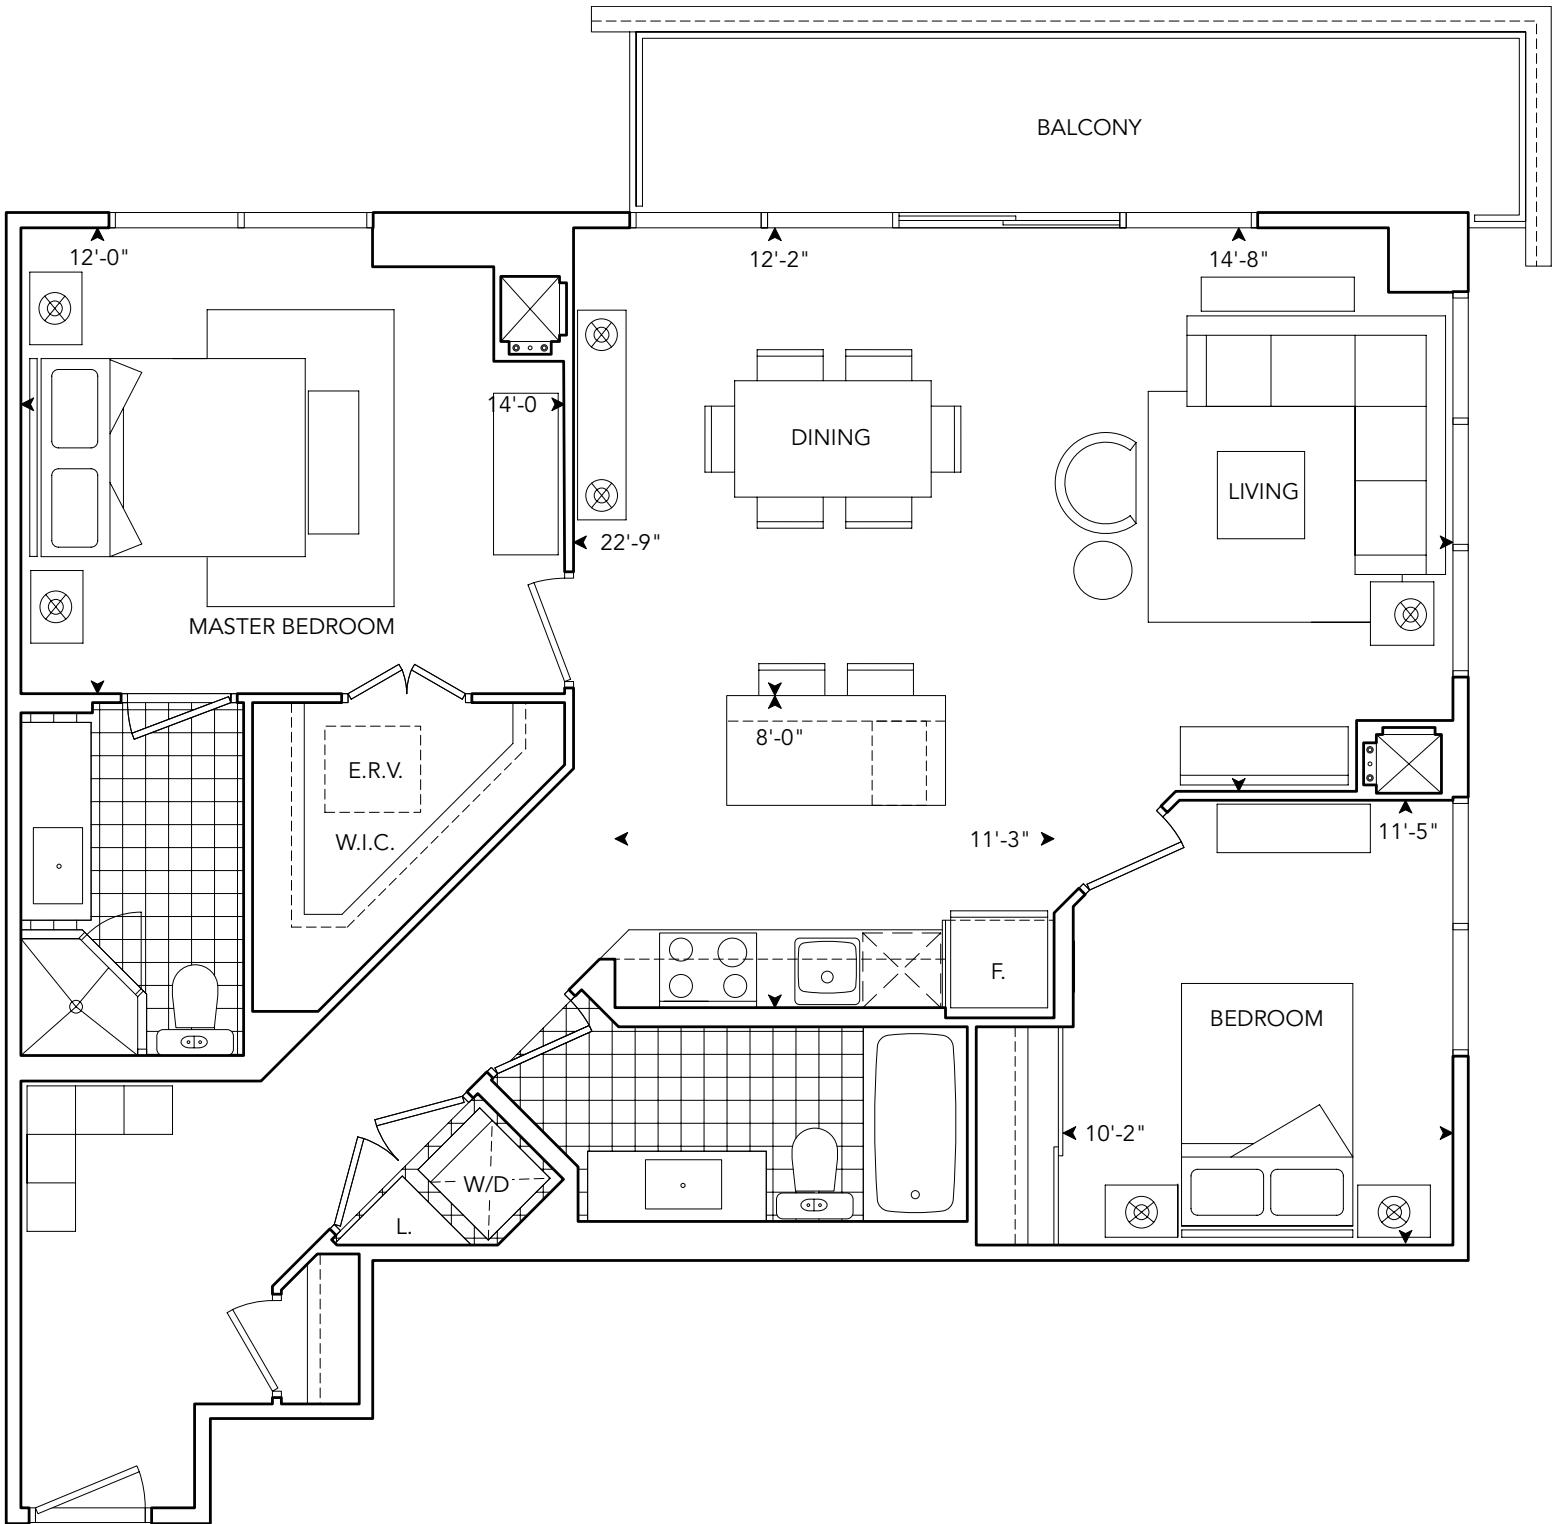 BALCONY
12'-0"
12'-2"
14'-8"
14'-0
DINING
LIVING
22'-9"
MASTER BEDROOM
8'-0"
E.R.V.
W.I.C.
11'-3"
11'-5"
F.
BEDROOM
10'-2"
W/D
L.